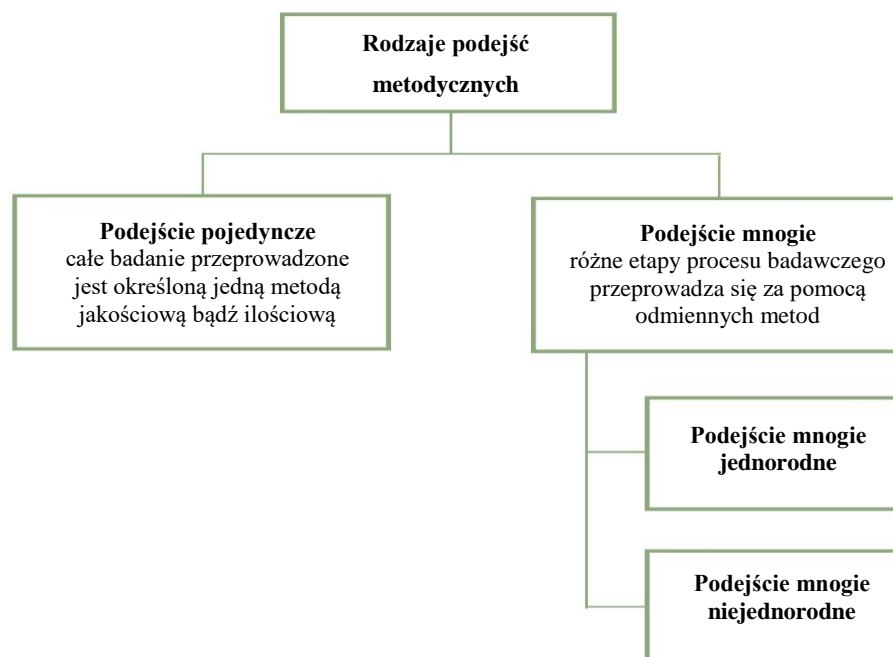 Rodzaje podejść
metodycznych
Podejście pojedyncze
całe badanie przeprowadzone
jest określoną jedną metodą
jakościową bądź ilościową
Podejście mnogie
różne etapy procesu badawczego
przeprowadza się za pomocą
odmiennych metod
Podejście mnogie
jednorodne
Podejście mnogie
niejednorodne